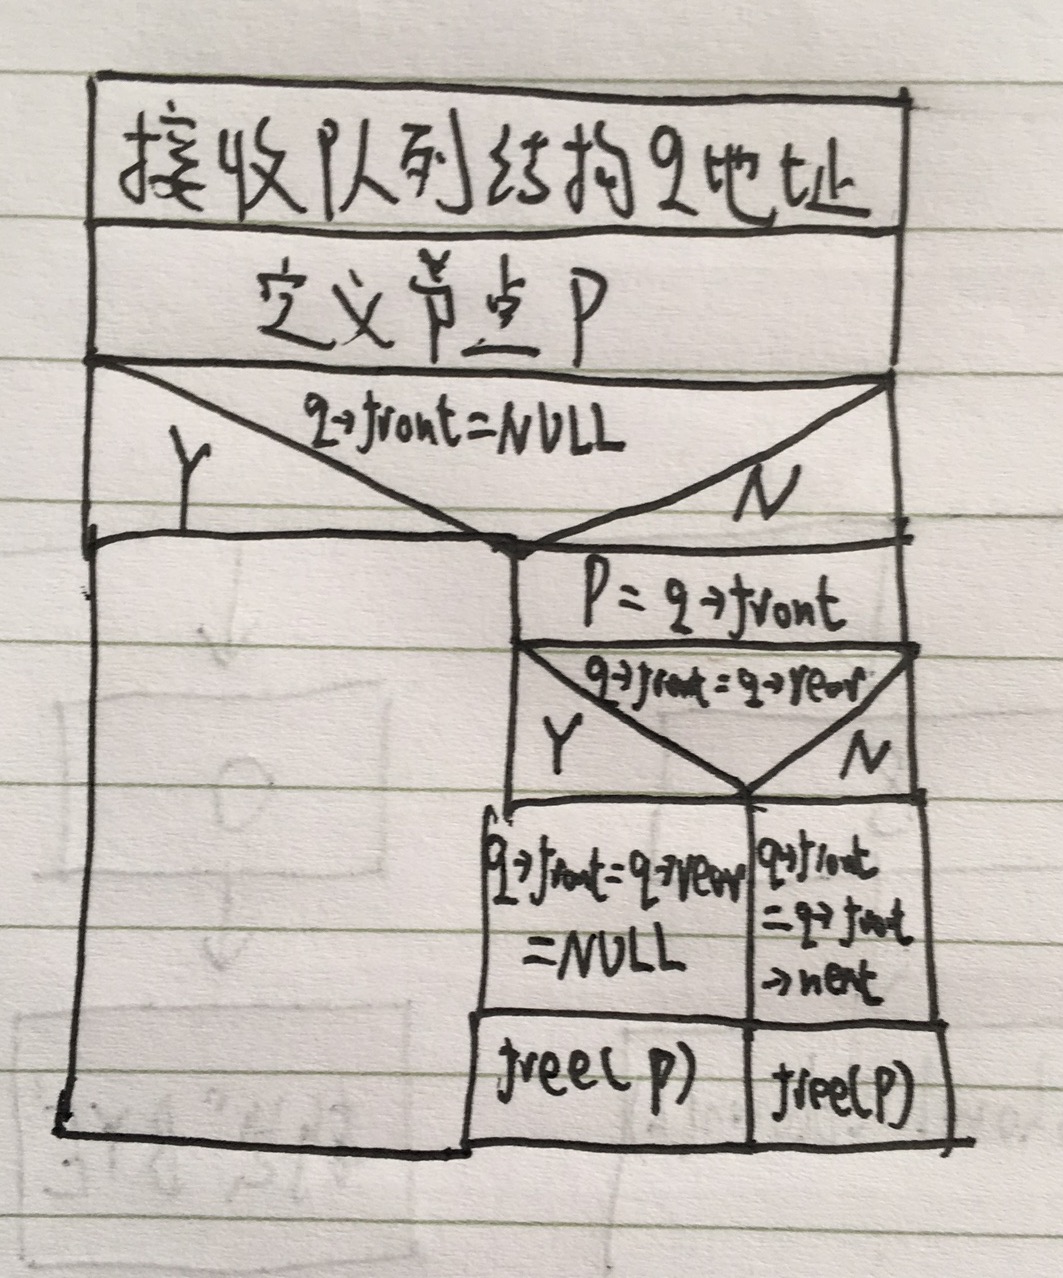 接收队列结构q地址
定义节点P
q→front=NULL
Y
N
P=q→front
q→front=q→rear
Y
N
q→front=q→rear
=NULL
q→front
=q→front
→next
free(p)
free(P)